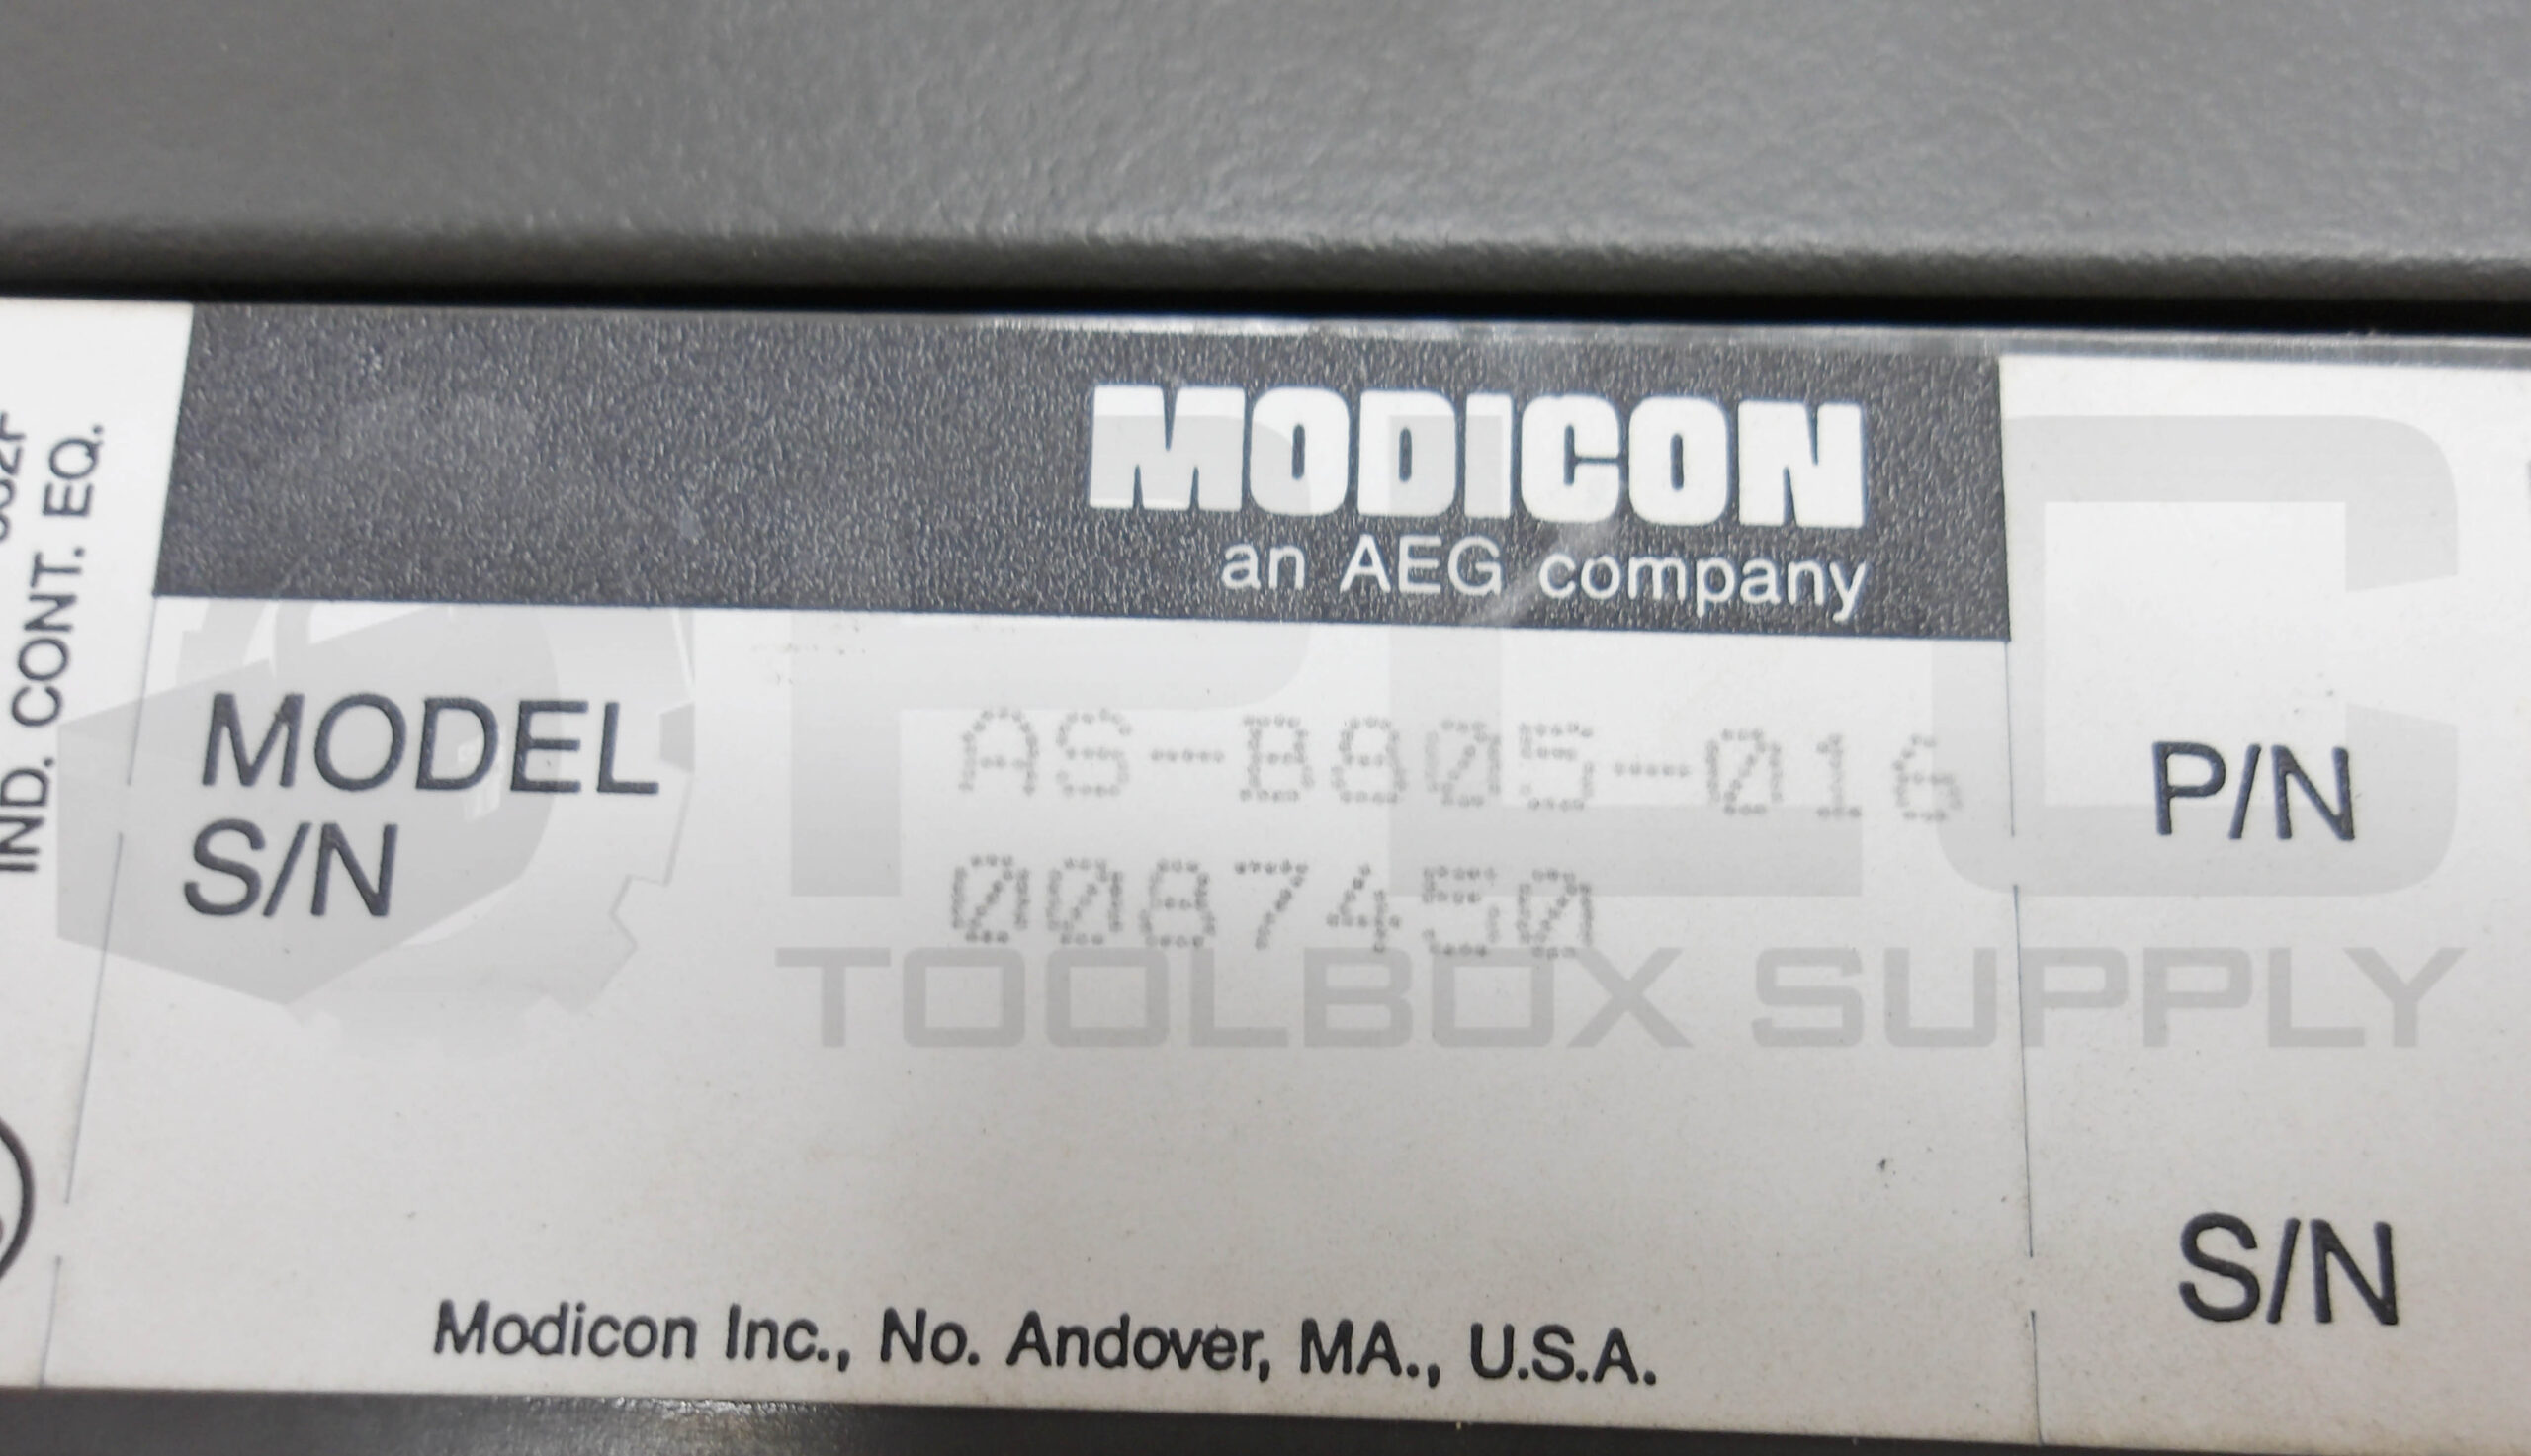 IND. CONT. EQ.
MODICON
an AEG company
MODEL AS-B805-016
S/N 0087450
P/N
S/N
Modicon Inc., No. Andover, MA., U.S.A.
PLC
TOOLBOX SUPPLY